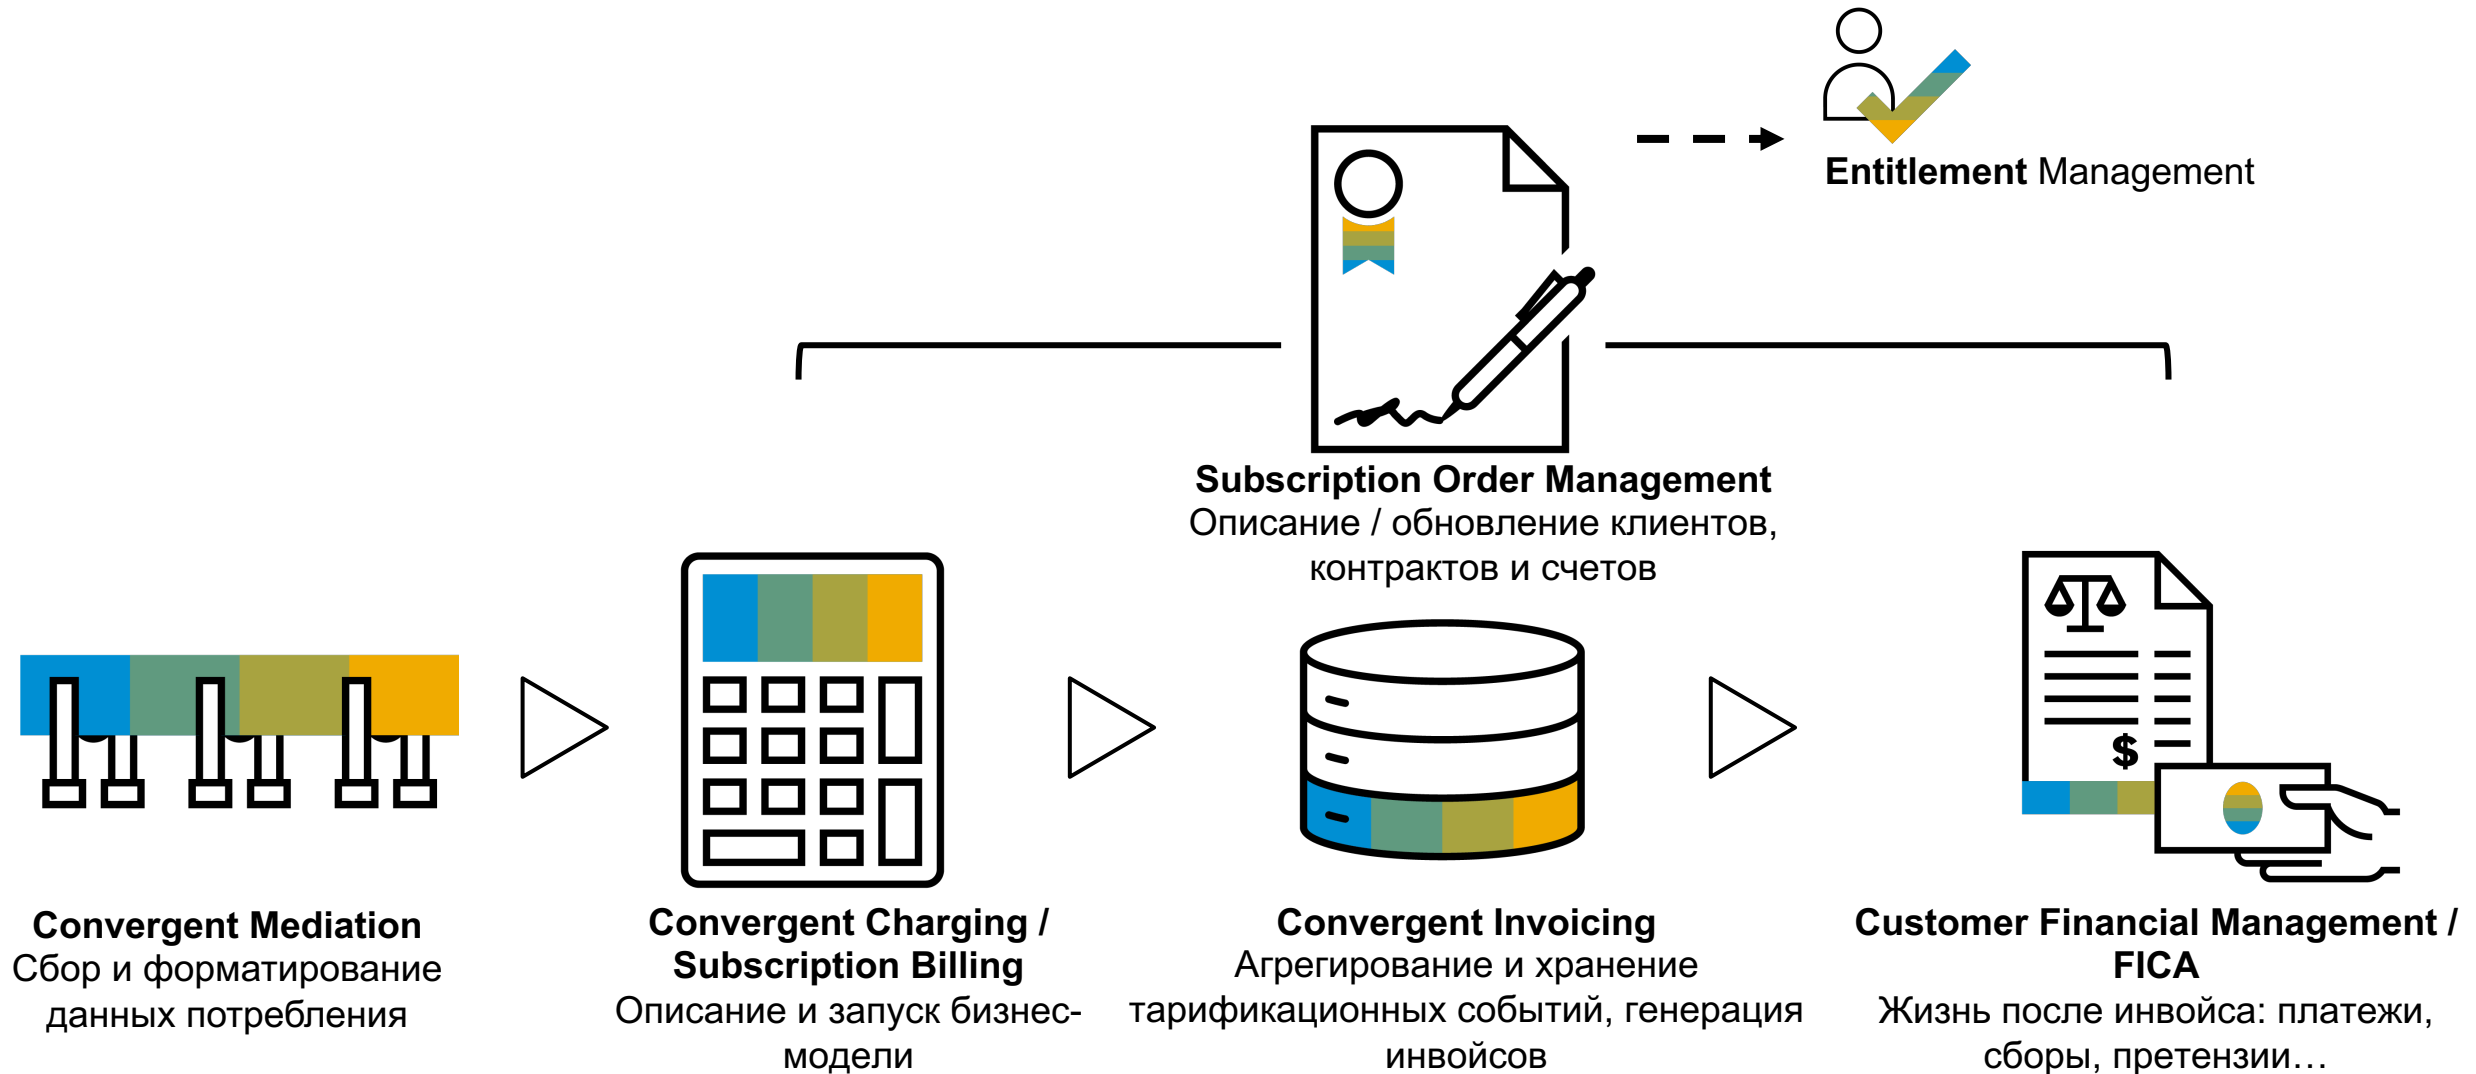 Entitlement Management
Subscription Order Management
Описание / обновление клиентов,
контрактов и счетов
Convergent Mediation
Сбор и форматирование
данных потребления
Convergent Charging /
Subscription Billing
Описание и запуск бизнес-
модели
Convergent Invoicing
Агрегирование и хранение
тарификационных событий, генерация
инвойсов
$
Customer Financial Management /
FICA
Жизнь после инвойса: платежи,
сборы, претензии…